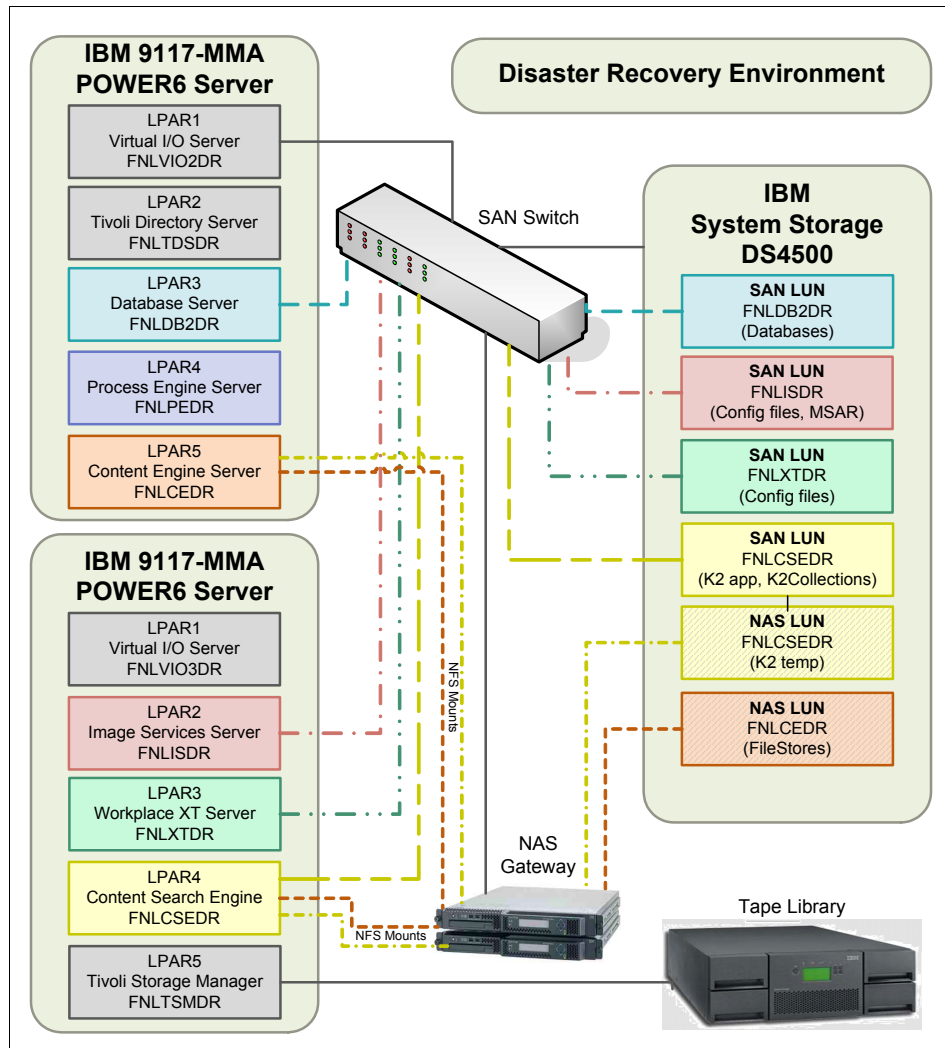 IBM 9117-MMA
POWER6 Server
LPAR1
Virtual I/O Server
FNLVIO2DR
LPAR2
Tivoli Directory Server
FNLTDSDR
LPAR3
Database Server
FNLDB2DR
LPAR4
Process Engine Server
FNLPEDR
LPAR5
Content Engine Server
FNLCEDR
IBM 9117-MMA
POWER6 Server
LPAR1
Virtual I/O Server
FNLVIO3DR
LPAR2
Image Services Server
FNLISDR
LPAR3
Workplace XT Server
FNLXTDR
LPAR4
Content Search Engine
FNLCSEDR
LPAR5
Tivoli Storage Manager
FNLTSMDR
Disaster Recovery Environment
SAN Switch
NFS Mounts
NFS Mounts
NAS
Gateway
IBM
System Storage
DS4500
SAN LUN
FNLDB2DR
(Databases)
SAN LUN
FNLISDR
(Config files, MSAR)
SAN LUN
FNLXTDR
(Config files)
SAN LUN
FNLCSEDR
(K2 app, K2Collections)
NAS LUN
FNLCSEDR
(K2 temp)
NAS LUN
FNLCEDR
(FileStores)
Tape Library
IBM